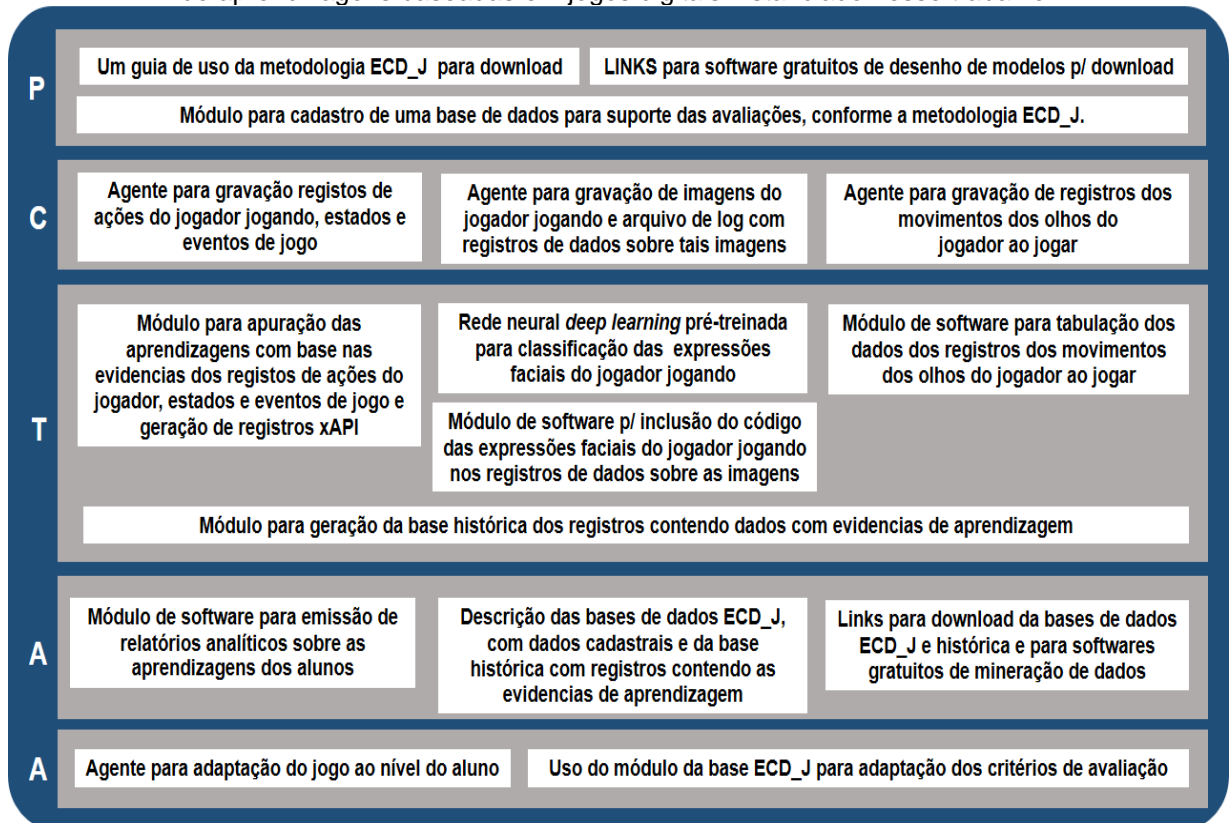 P
Um guia de uso da metodologia ECD_J para download
LINKS para software gratuitos de desenho de modelos p/ download
Módulo para cadastro de uma base de dados para suporte das avaliações, conforme a metodologia ECD_J.
C
Agente para gravação registos de
ações do jogador jogando, estados e
eventos de jogo
Agente para gravação de imagens do
jogador jogando e arquivo de log com
registros de dados sobre tais imagens
Agente para gravação de registros dos
movimentos dos olhos do
jogador ao jogar
T
Módulo para apuração das
aprendizagens com base nas
evidencias dos registos de ações do
jogador, estados e eventos de jogo e
geração de registros xAPI
Rede neural deep learning pré-treinada
para classificação das expressões
faciais do jogador jogando
Módulo de software p/ inclusão do código
das expressões faciais do jogador jogando
nos registros de dados sobre as imagens
Módulo de software para tabulação dos
dados dos registros dos movimentos
dos olhos do jogador ao jogar
Módulo para geração da base histórica dos registros contendo dados com evidencias de aprendizagem
A
Módulo de software para emissão de
relatórios analíticos sobre as
aprendizagens dos alunos
Descrição das bases de dados ECD_J,
com dados cadastrais e da base
histórica com registros contendo as
evidencias de aprendizagem
Links para download da bases de dados
ECD_J e histórica e para softwares
gratuitos de mineração de dados
A
Agente para adaptação do jogo ao nível do aluno
Uso do módulo da base ECD_J para adaptação dos critérios de avaliação